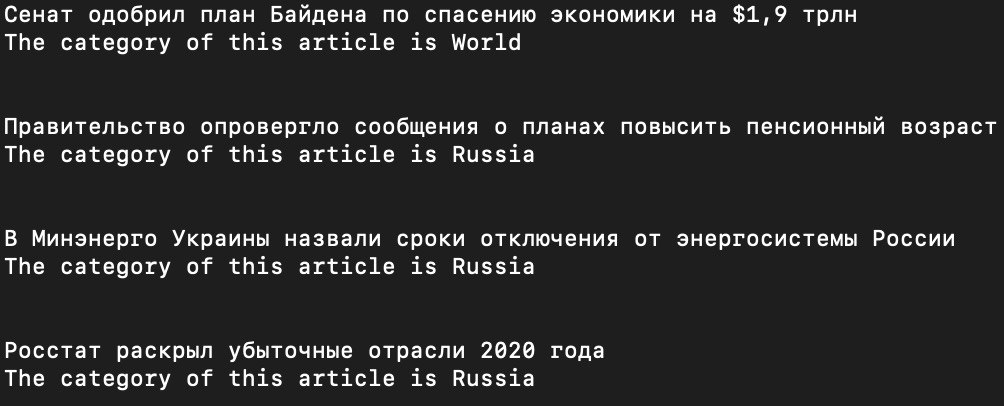 Сенат одобрил план Байдена по спасению экономики на $1,9 трлн
The category of this article is World
Правительство опровергло сообщения о планах повысить пенсионный возраст
The category of this article is Russia
В Минэнерго Украины назвали сроки отключения от энергосистемы России
The category of this article is Russia
Росстат раскрыл убыточные отрасли 2020 года
The category of this article is Russia